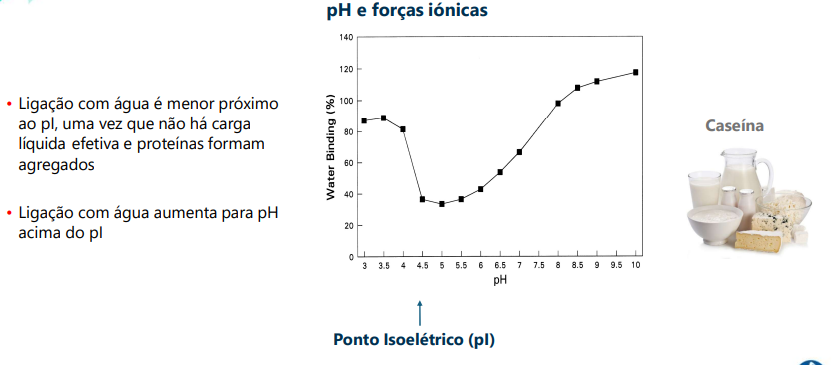 pH e forças iónicas
• Ligação com água é menor próximo
ao pI, uma vez que não há carga
líquida efetiva e proteínas formam
agregados
• Ligação com água aumenta para pH
acima do pI
Water Binding (%)
140
120
100
80
60
40
20
0
3 3.5 4 4.5 5 5.5 6 6.5 7 7.5 8 8.5 9 9.5 10
pH
Ponto Isoelétrico (pI)
Caseína